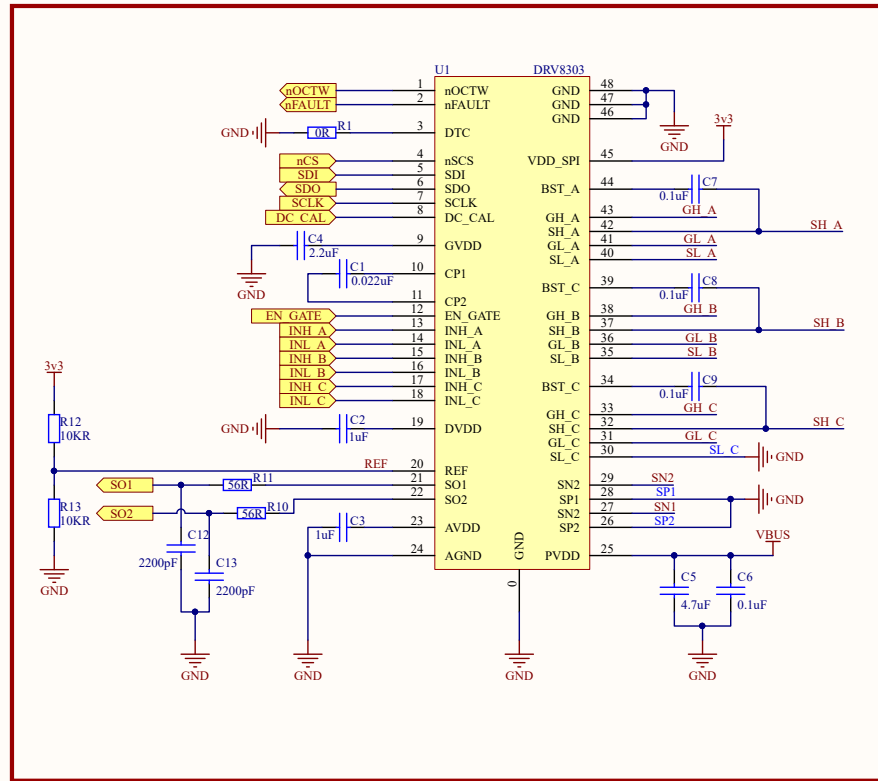 U1 DRV8303
nOCTW 1 nOCTW GND 48
nFAULT 2 nFAULT GND 47
GND 46
GND 0R R1 3 DTC GND 3v3
nCS 4 nSCS VDD_SPI 45
SDI 5 SDI
SDO 6 SDO BST_A 44 C7
0.1uF
SCLK 7 SCLK
DC_CAL 8 DC_CAL GH_A 43 GH_A
SH_A 42 SH_A
C4 9 GVDD GL_A 41 GL_A
2.2uF
SL_A 40 SL_A
C1 10 CP1
0.022uF
GND
BST_C 39 C8
0.1uF
11 CP2
EN_GATE 12 EN_GATE GH_B 38 GH_B
INH_A 13 INH_A SH_B 37 SH_B
INL_A 14 INL_A GL_B 36 GL_B
INH_B 15 INH_B SL_B 35 SL_B
INL_B 16 INL_B
3v3
INH_C 17 INH_C BST_C 34 C9
0.1uF
INL_C 18 INL_C
GH_C 33 GH_C
R12
10KR
GND C2 19 DVDD SH_C 32 SH_C
1uF
GL_C 31 GL_C
SL_C 30 SL_C GND
REF 20 REF
SO1 56R R11 21 SO1 SN2 29 SN2
22 SO2 SP1 28 SP1 GND
R13
10KR
SO2 56R R10 SN2 27 SN1
C3 23 AVDD SP2 26 SP2
1uF
C12
2200pF
VBUS
24 AGND GND PVDD 25
C13
2200pF
GND
0
C5
4.7uF
C6
0.1uF
GND GND GND GND